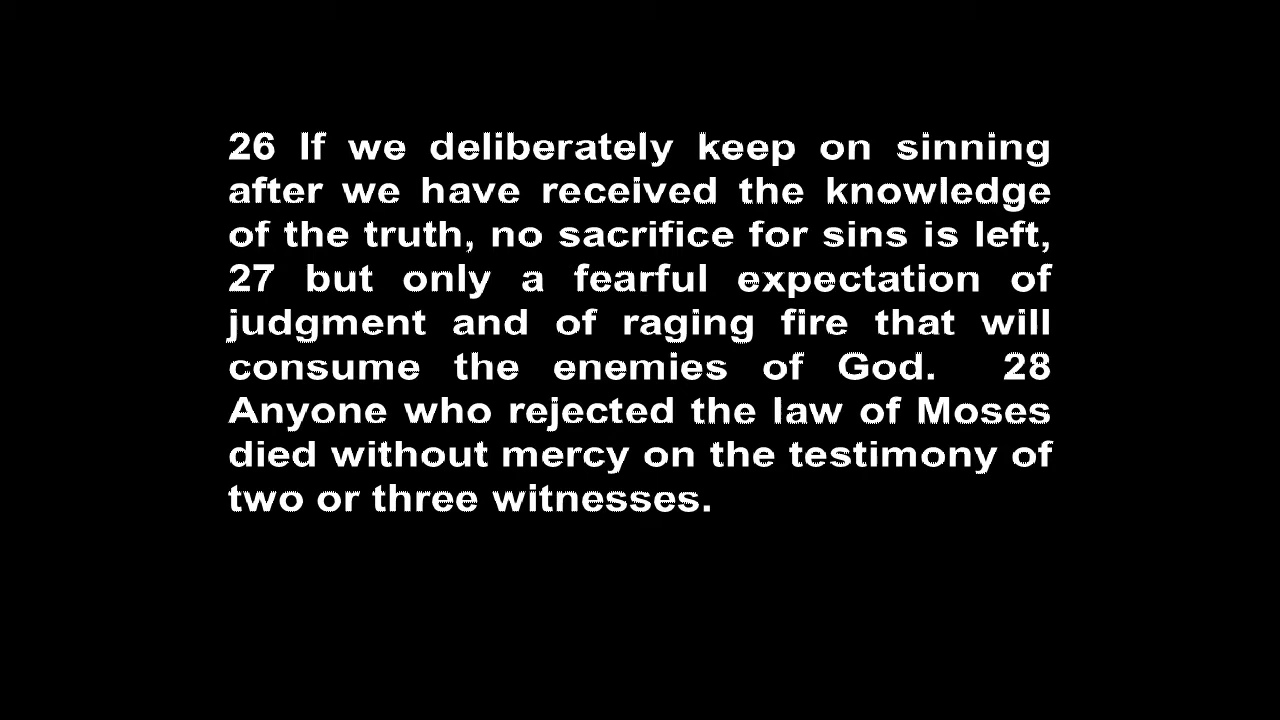 26 If we deliberately keep on sinning
after we have received the knowledge
of the truth, no sacrifice for sins is left,
27 but only a fearful expectation of
judgment and of raging fire that will
consume the enemies of God. 28
Anyone who rejected the law of Moses
died without mercy on the testimony of
two or three witnesses.